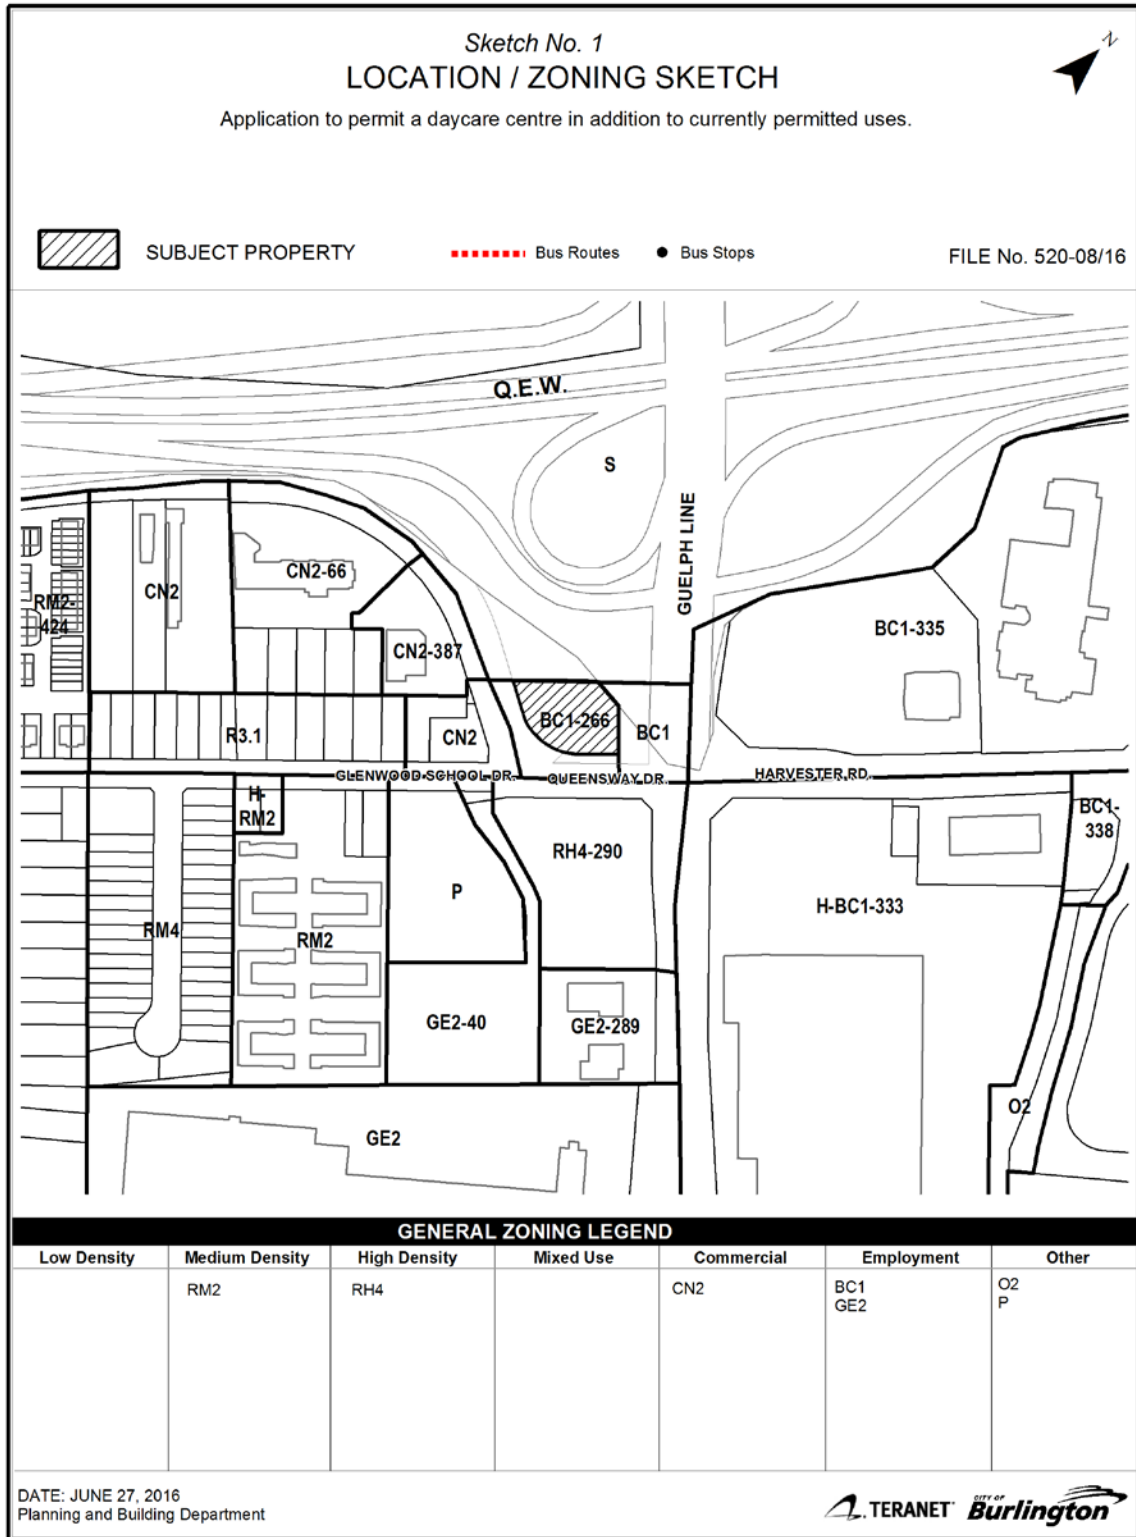 Sketch No. 1
N
LOCATION / ZONING SKETCH
Application to permit a daycare centre in addition to currently permitted uses.
SUBJECT PROPERTY
Bus Routes
Bus Stops
FILE No. 520-08/16
Q.E.W.
S
GUELPH LINE
CN2-66
CN2
RM2-
424
BC1-335
CN2-387
BC1-266
BC1
R3.1
CN2
GLENWOOD SCHOOL DR.
QUEENSWAY DR.
HARVESTER RD.
H-
RM2
BC1-
338
RH4-290
P
H-BC1-333
RM4
RM2
GE2-40
GE2-289
O2
GE2
GENERAL ZONING LEGEND
Low Density
Medium Density
High Density
Mixed Use
Commercial
Employment
Other
RM2
RH4
CN2
BC1
GE2
O2
P
DATE: JUNE 27, 2016
Planning and Building Department
TERANET
CITY OF
Burlington